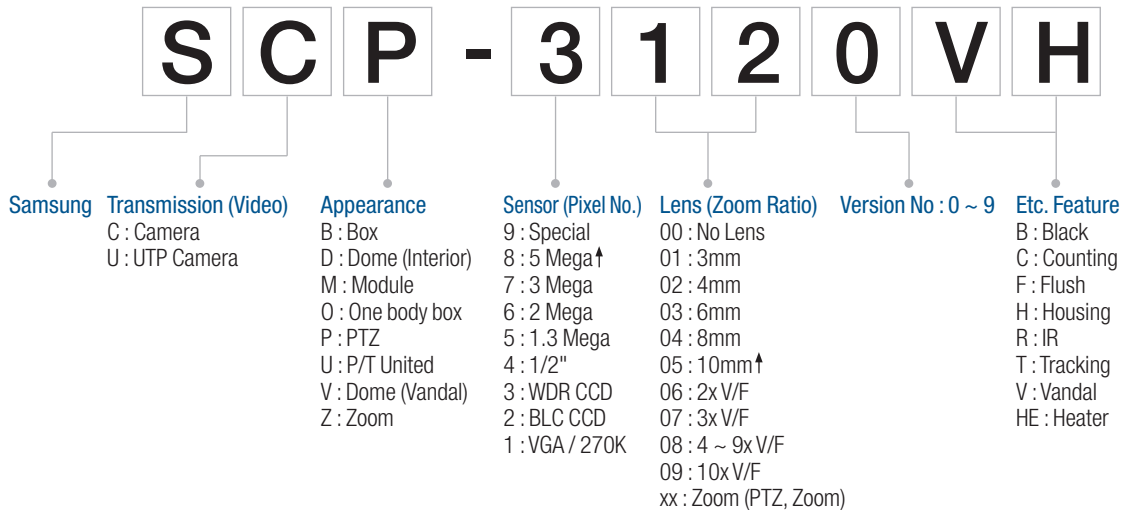 SCP-3120VH
Samsung
Transmission (Video)
C : Camera
U : UTP Camera
Appearance
B : Box
D : Dome (Interior)
M : Module
O : One body box
P : PTZ
U : P/T United
V : Dome (Vandal)
Z : Zoom
Sensor (Pixel No.)
9 : Special
8 : 5 Mega↑
7 : 3 Mega
6 : 2 Mega
5 : 1.3 Mega
4 : 1/2"
3 : WDR CCD
2 : BLC CCD
1 : VGA / 270K
Lens (Zoom Ratio)
00 : No Lens
01 : 3mm
02 : 4mm
03 : 6mm
04 : 8mm
05 : 10mm↑
06 : 2x V/F
07 : 3x V/F
08 : 4 ~ 9x V/F
09 : 10x V/F
xx : Zoom (PTZ, Zoom)
Version No : 0 ~ 9
Etc. Feature
B : Black
C : Counting
F : Flush
H : Housing
R : IR
T : Tracking
V : Vandal
HE : Heater